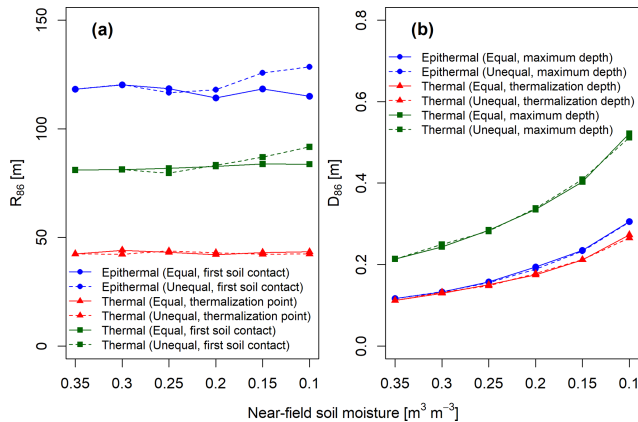 (a)
150
100
50
0
R86 [m]
Epithermal (Equal, first soil contact)
Epithermal (Unequal, first soil contact)
Thermal (Equal, thermalization point)
Thermal (Unequal, thermalization point)
Thermal (Equal, first soil contact)
Thermal (Unequal, first soil contact)
0.35 0.3 0.25 0.2 0.15 0.1
(b)
0.8
0.6
0.4
0.2
0.0
D86 [m]
Epithermal (Equal, maximum depth)
Epithermal (Unequal, maximum depth)
Thermal (Equal, thermalization depth)
Thermal (Unequal, thermalization depth)
Thermal (Equal, maximum depth)
Thermal (Unequal, maximum depth)
0.35 0.3 0.25 0.2 0.15 0.1
Near-field soil moisture [m³ m⁻³]